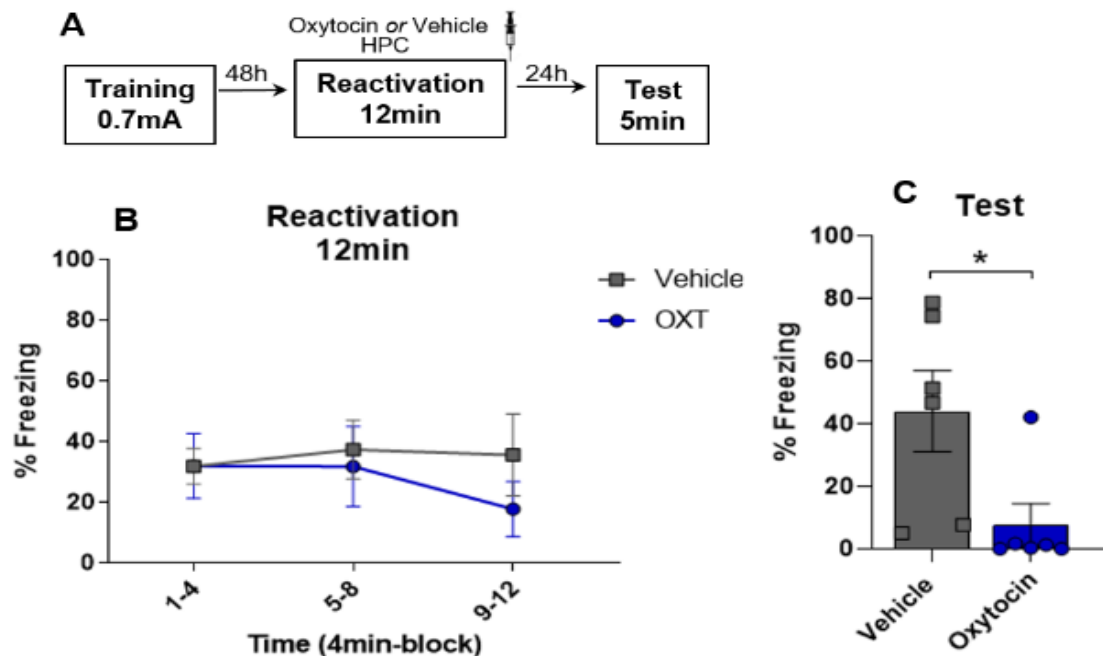 A
Oxytocin or Vehicle
HPC
Training
0.7mA
48h
Reactivation
12min
24h
Test
5min
B
Reactivation
12min
100
80
60
40
20
0
% Freezing
1-4
5-8
9-12
Time (4min-block)
Vehicle
OXT
C
Test
*
100
80
60
40
20
0
% Freezing
Vehicle
Oxytocin